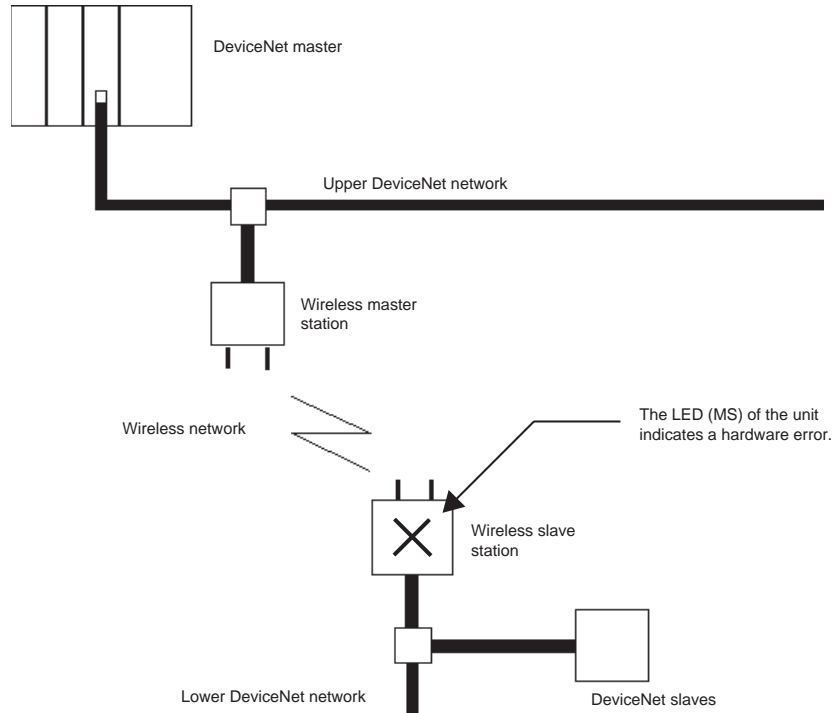 DeviceNet master
Upper DeviceNet network
Wireless master
station
Wireless network
The LED (MS) of the unit
indicates a hardware error.
Wireless slave
station
Lower DeviceNet network
DeviceNet slaves